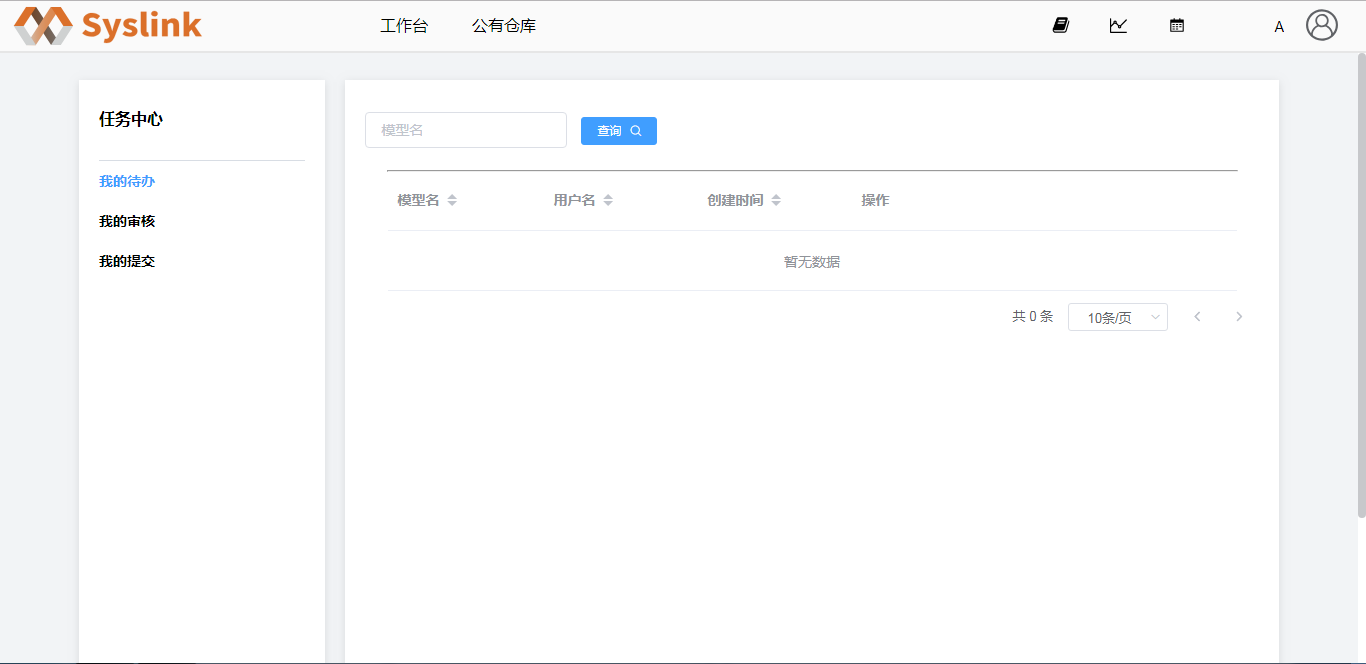 Syslink
工作台
公有仓库
A
任务中心
我的待办
我的审核
我的提交
模型名
查询
模型名 用户名 创建时间 操作
暂无数据
共 0 条 10条/页